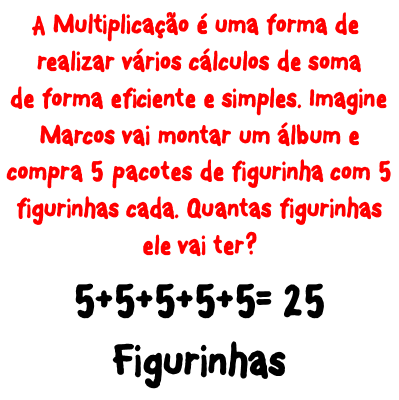 A Multiplicação é uma forma de
realizar vários cálculos de soma
de forma eficiente e simples. Imagine
Marcos vai montar um álbum e
compra 5 pacotes de figurinha com 5
figurinhas cada. Quantas figurinhas
ele vai ter?
5+5+5+5+5= 25
Figurinhas